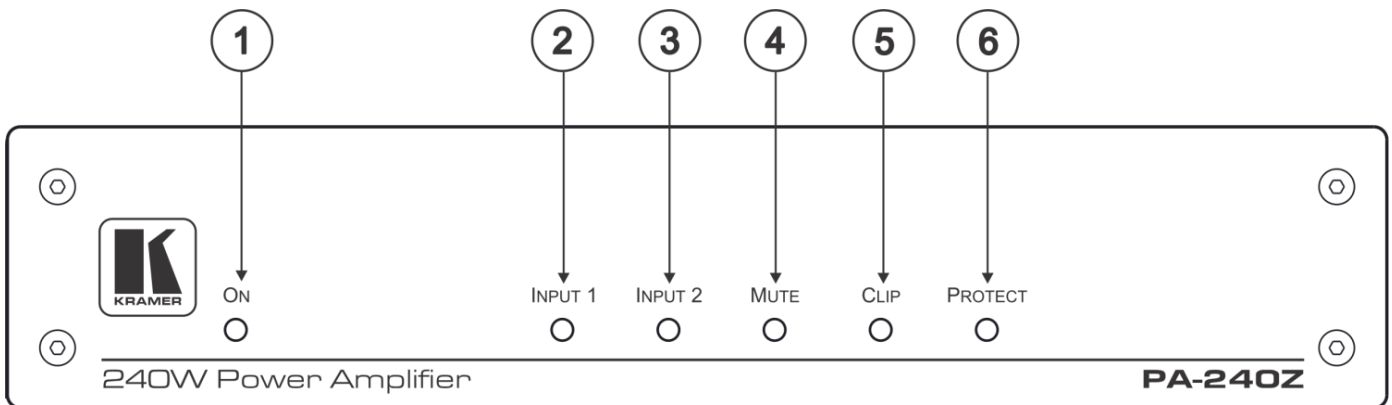 1 2 3 4 5 6
ON INPUT 1 INPUT 2 MUTE CLIP PROTECT
K
KRAMER
240W Power Amplifier PA-240Z